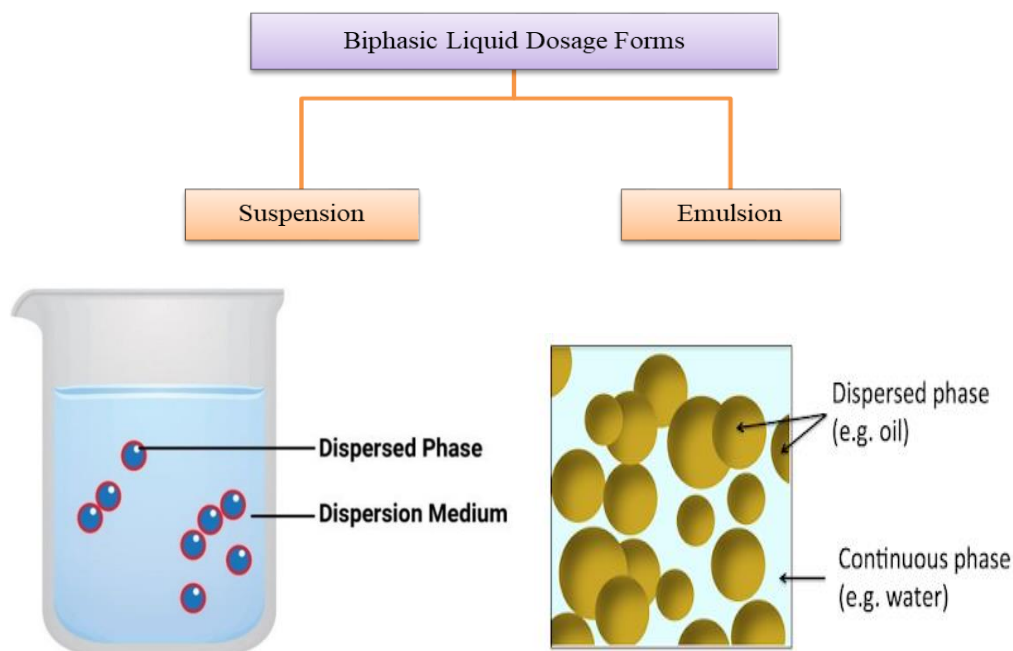 Biphasic Liquid Dosage Forms
Suspension
Emulsion
Dispersed Phase
Dispersion Medium
Dispersed phase
(e.g. oil)
Continuous phase
(e.g. water)